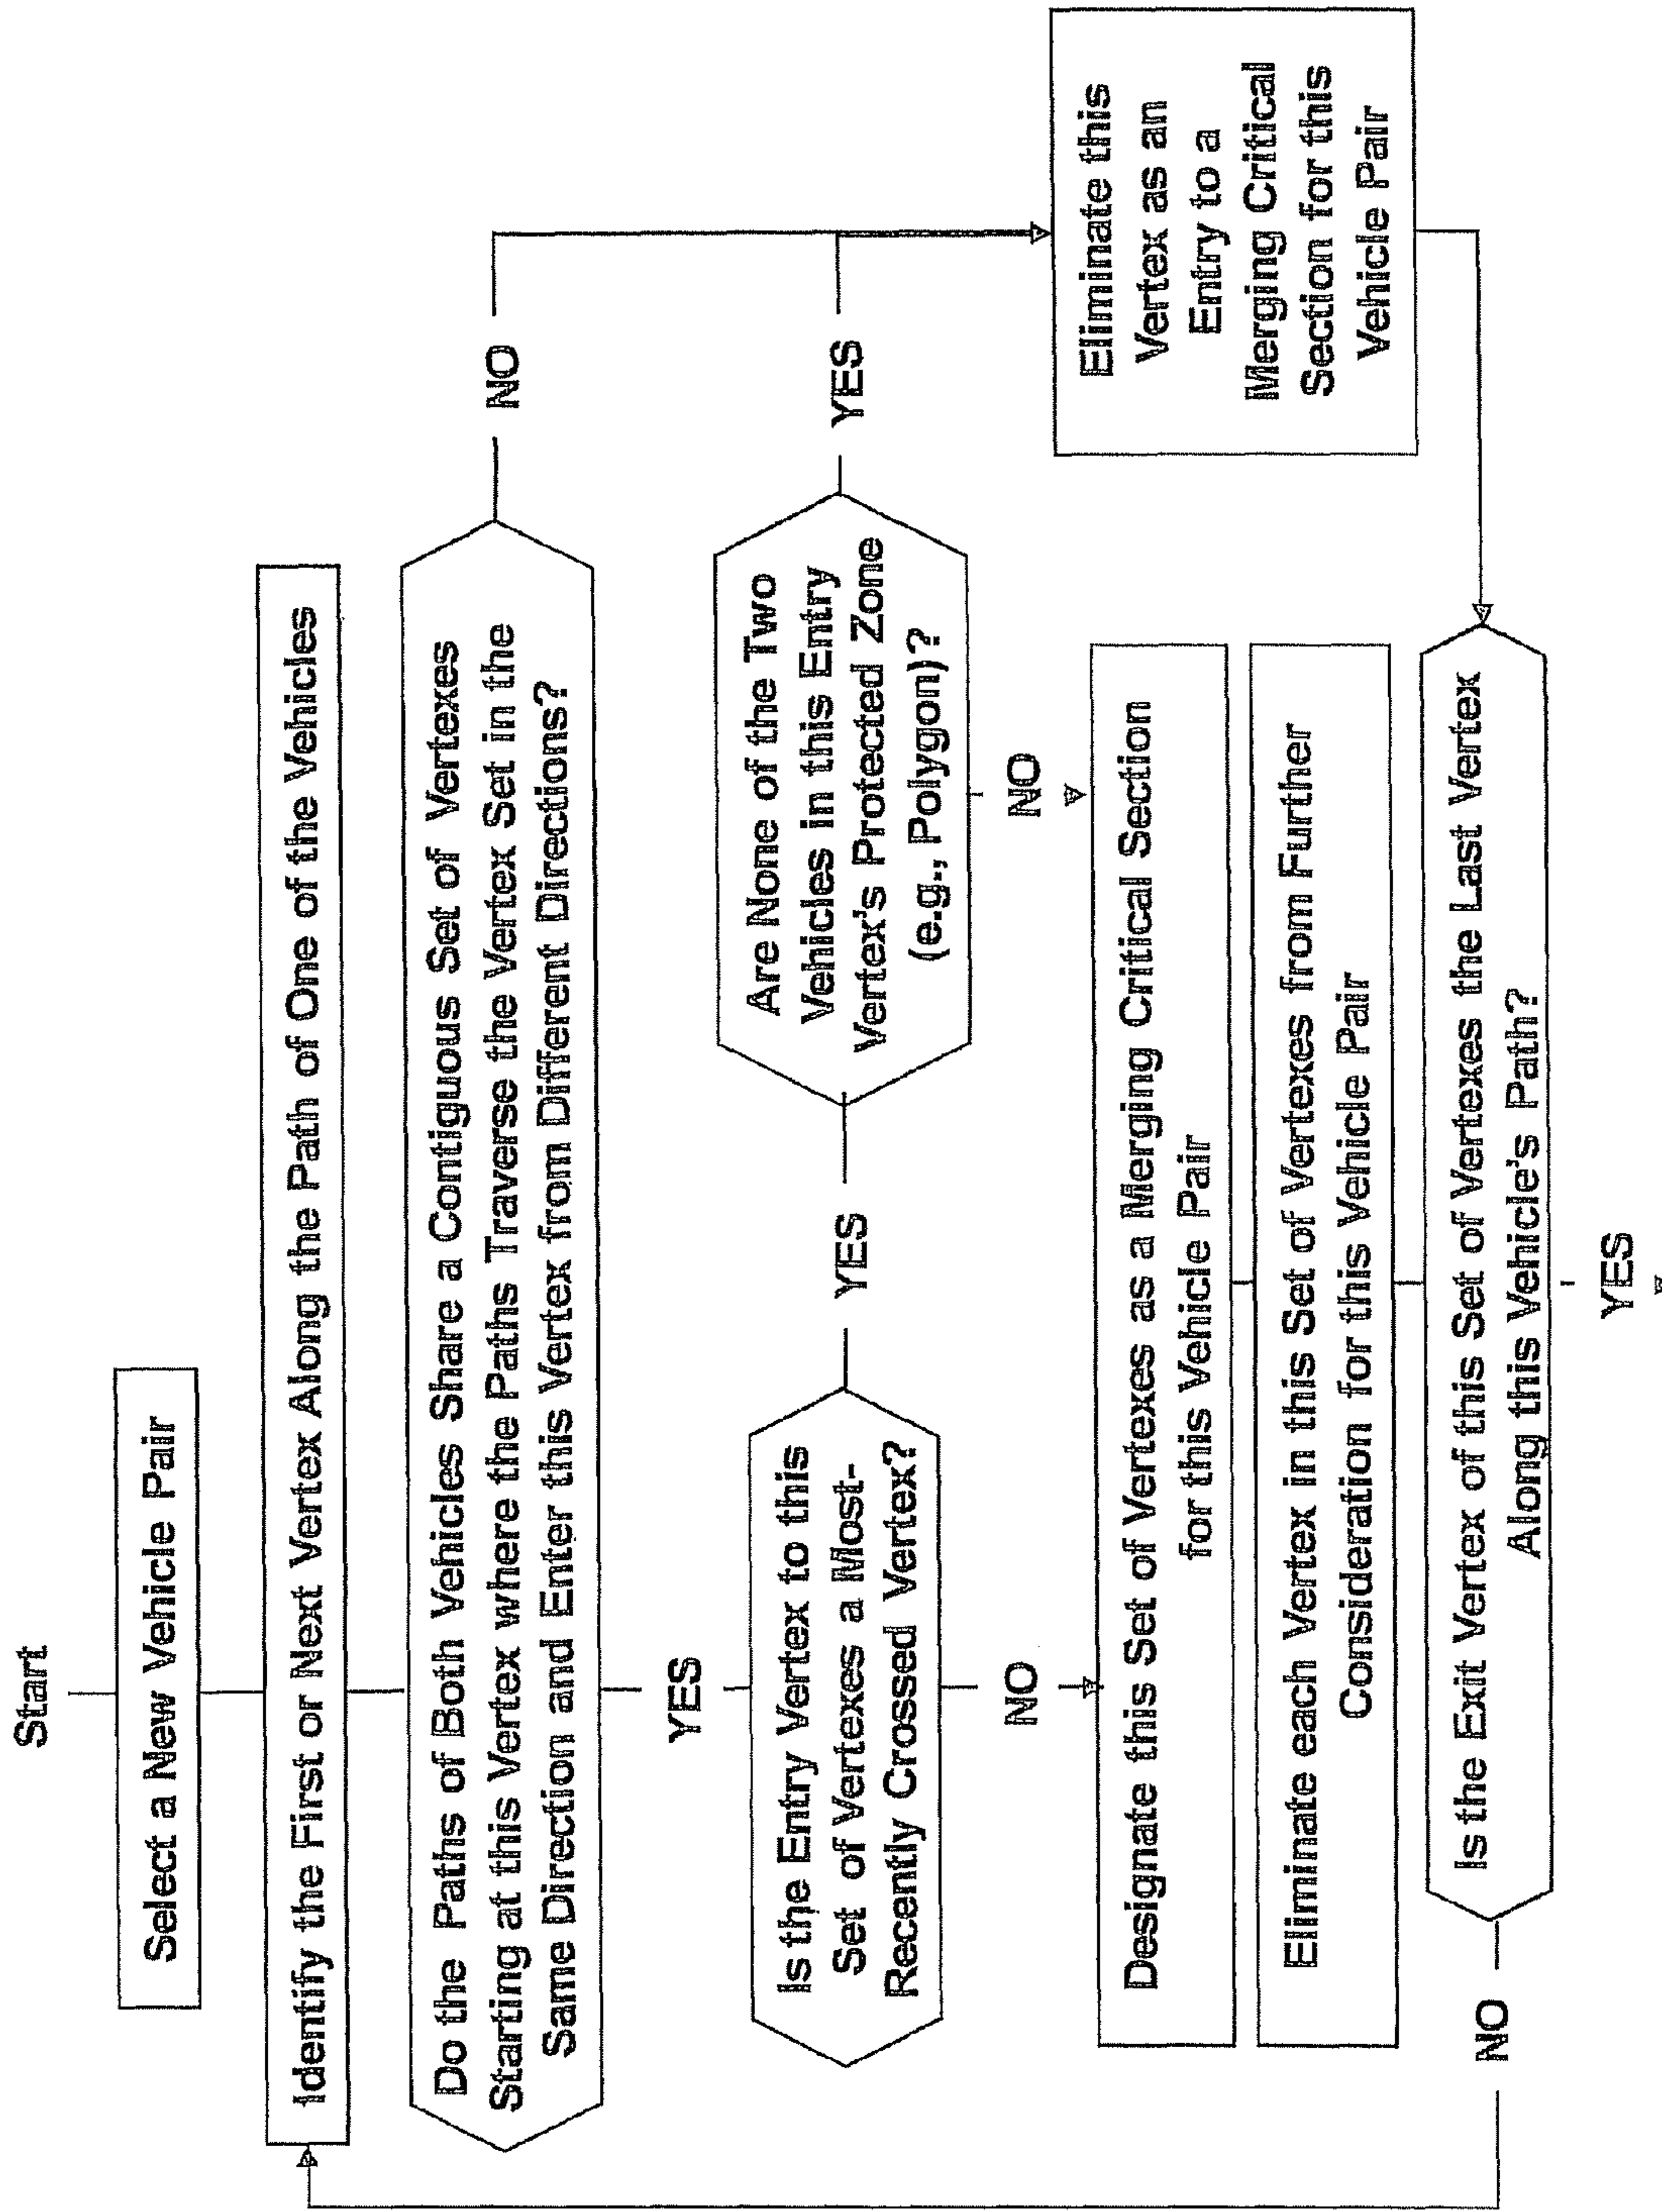 Start
Select a New Vehicle Pair
Identify the First or Next Vertex Along the Path of One of the Vehicles
Do the Paths of Both Vehicles Share a Contiguous Set of Vertexes
Starting at this Vertex where the Paths Traverse the Vertex Set in the
Same Direction and Enter this Vertex from Different Directions?
NO
YES
Is the Entry Vertex to this
Set of Vertexes a Most-
Recently Crossed Vertex?
YES
Are None of the Two
Vehicles in this Entry
Vertex's Protected Zone
(e.g., Polygon)?
YES
NO
NO
Eliminate this
Vertex as an
Entry to a
Merging Critical
Section for this
Vehicle Pair
Designate this Set of Vertexes as a Merging Critical Section
for this Vehicle Pair
Eliminate each Vertex in this Set of Vertexes from Further
Consideration for this Vehicle Pair
Is the Exit Vertex of this Set of Vertexes the Last Vertex
Along this Vehicle's Path?
NO
YES